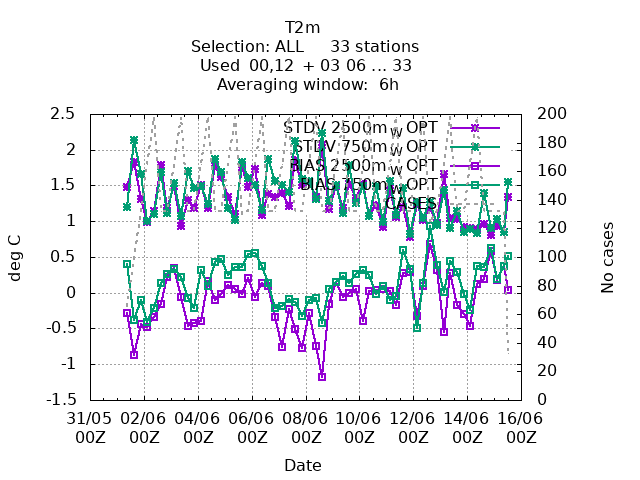 T2m
Selection: ALL 33 stations
Used 00,12 + 03 06 ... 33
Averaging window: 6h
STDV 2500m_W OPT
STDV 750m_W OPT
BIAS 2500m_W OPT
BIAS 750m_W OPT
CASES
2.5
2
1.5
1
0.5
0
-0.5
-1
-1.5
deg C
200
180
160
140
120
100
80
60
40
20
0
No cases
31/05 02/06 04/06 06/06 08/06 10/06 12/06 14/06 16/06
00Z 00Z 00Z 00Z 00Z 00Z 00Z 00Z 00Z
Date